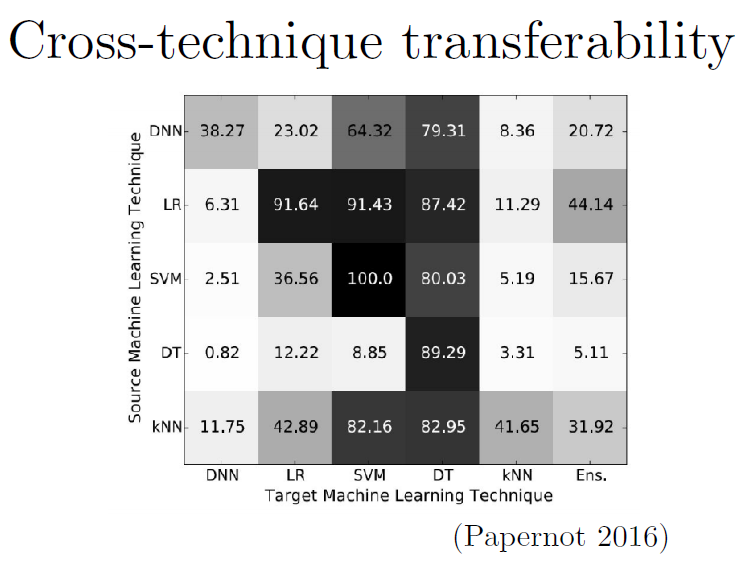 Cross-technique transferability
Source Machine Learning Technique
DNN 38.27 23.02 64.32 79.31 8.36 20.72
LR 6.31 91.64 91.43 87.42 11.29 44.14
SVM 2.51 36.56 100.0 80.03 5.19 15.67
DT 0.82 12.22 8.85 89.29 3.31 5.11
kNN 11.75 42.89 82.16 82.95 41.65 31.92
DNN LR SVM DT kNN Ens.
Target Machine Learning Technique
(Papernot 2016)